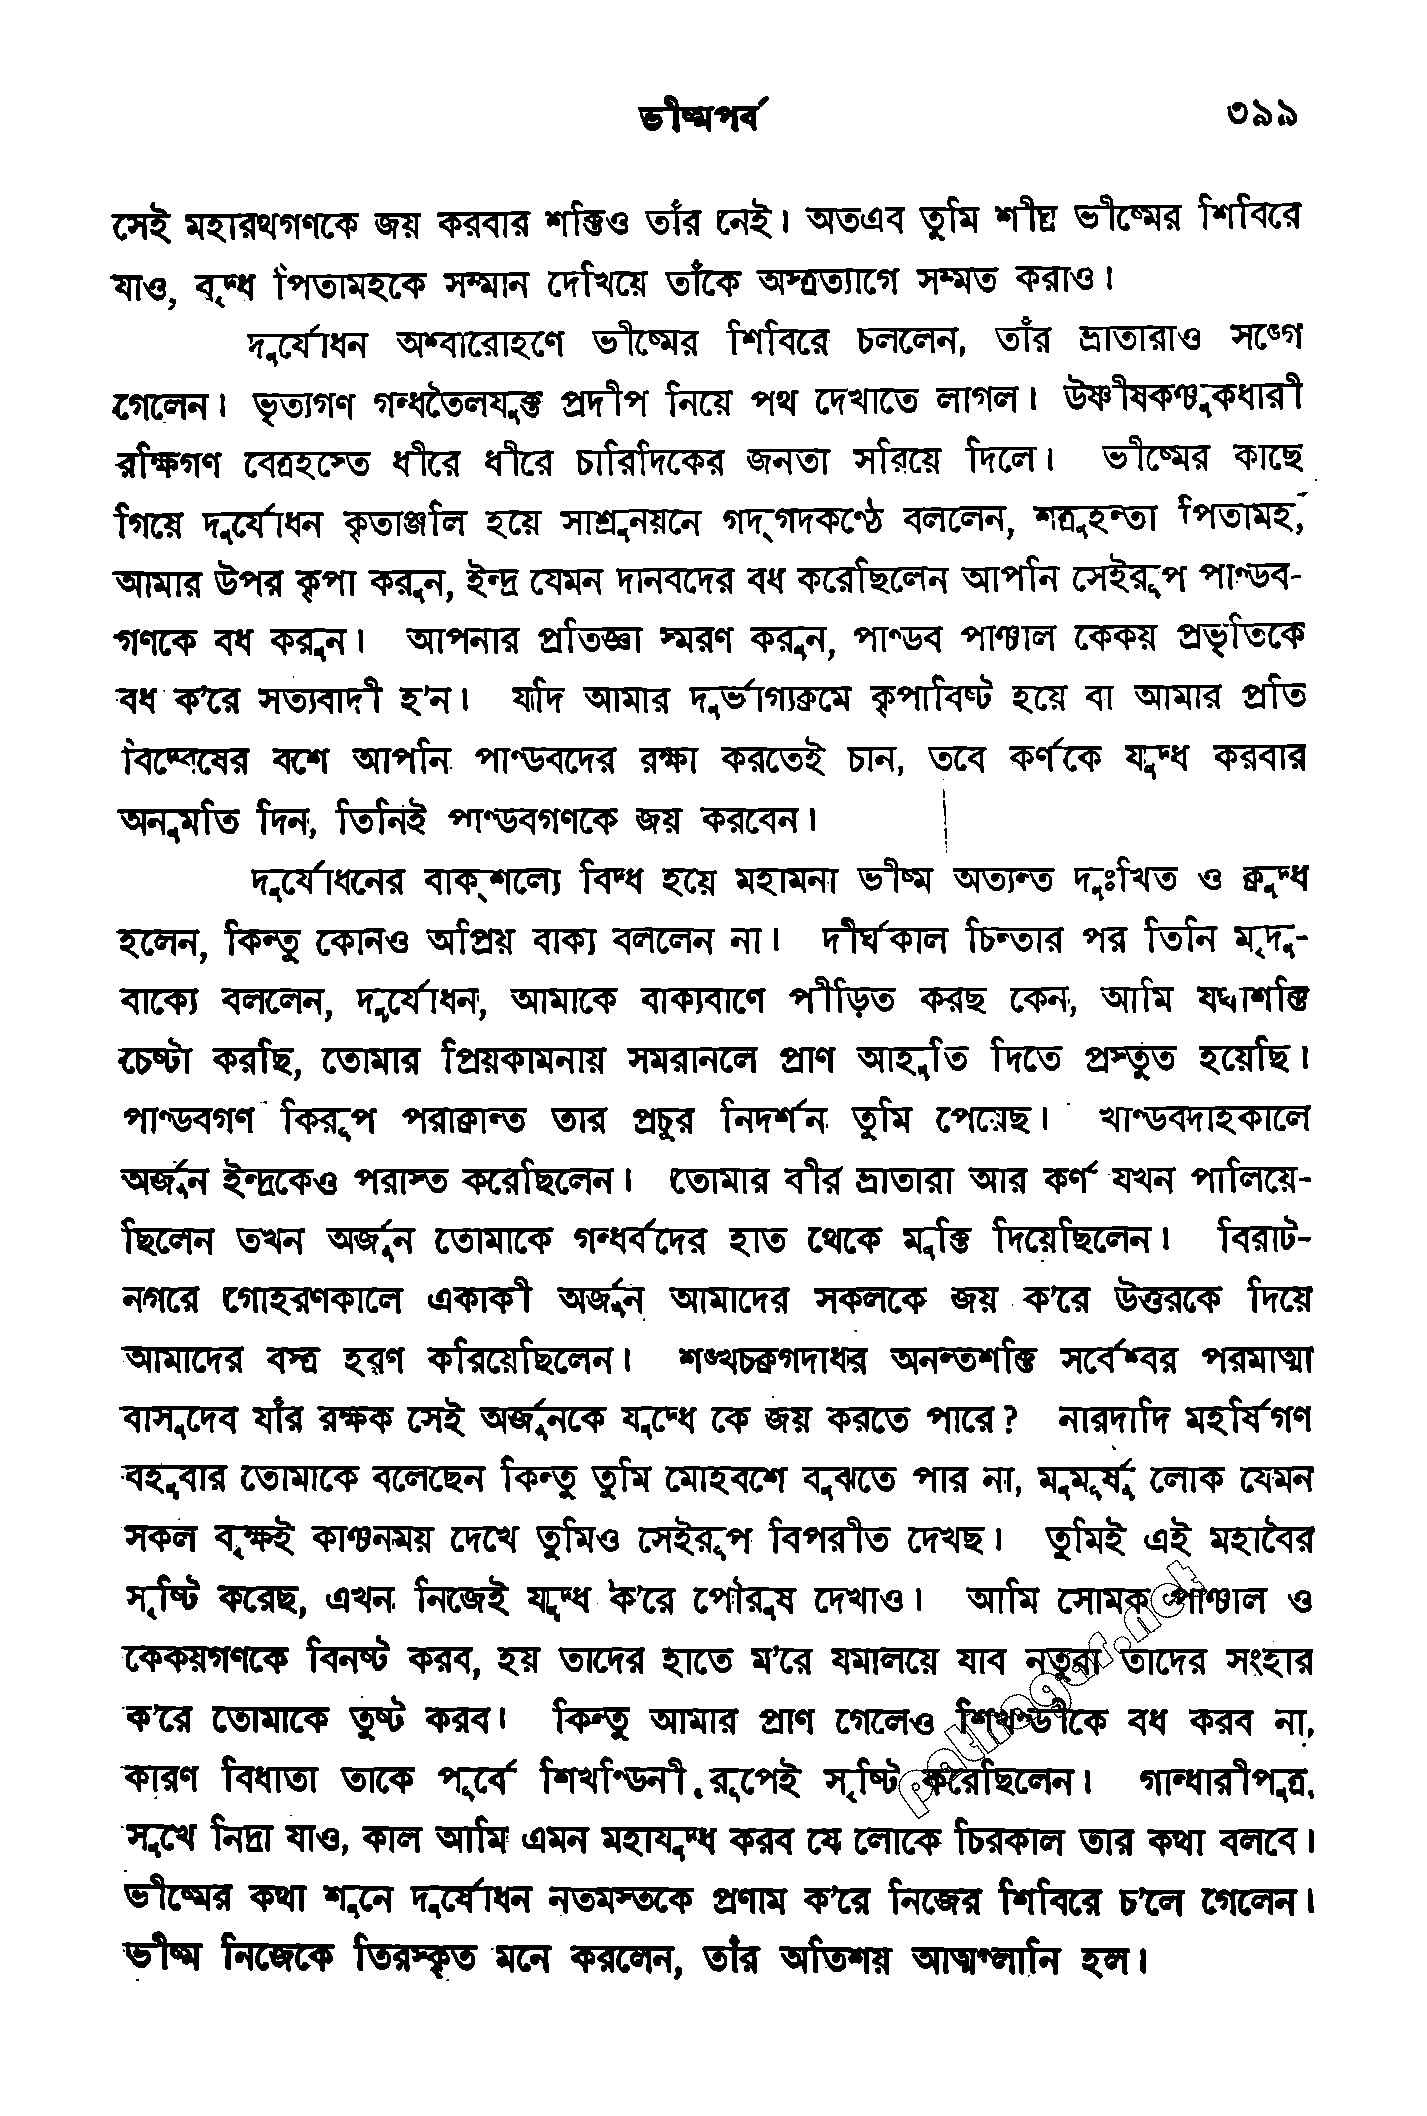 ভীষ্মপর্ব ৩৯৯
সেই মহারথগণকে জয় করবার শক্তিও তাঁর নেই। অতএব তুমি শীঘ্র ভীষ্মের শিবিরে
যাও, বৃদ্ধ পিতামহকে সম্মান দেখিয়ে তাঁকে অস্ত্রত্যাগে সম্মত করাও।
দুর্যোধন অশ্বারোহণে ভীষ্মের শিবিরে চললেন, তাঁর ভ্রাতারাও সঙ্গে
গেলেন। ভৃত্যগণ গন্ধতৈলযুক্ত প্রদীপ নিয়ে পথ দেখাতে লাগল। উষ্ণীষকঞ্চুকধারী
রক্ষিগণ বেত্রহস্তে ধীরে ধীরে চারিদিকের জনতা সরিয়ে দিলে। ভীষ্মের কাছে
গিয়ে দুর্যোধন কৃতাঞ্জলি হয়ে সাশ্রুনয়নে গদ্‌গদকণ্ঠে বললেন, শত্রুহন্তা পিতামহ,
আমার উপর কৃপা করুন, ইন্দ্র যেমন দানবদের বধ করেছিলেন আপনি সেইরূপ পাণ্ডব-
গণকে বধ করুন। আপনার প্রতিজ্ঞা স্মরণ করুন, পাণ্ডব পাঞ্চাল কেকয় প্রভৃতিকে
বধ ক'রে সত্যবাদী হ'ন। যদি আমার দুর্ভাগ্যক্রমে কৃপাবিষ্ট হয়ে বা আমার প্রতি
বিদ্বেষের বশে আপনি পাণ্ডবদের রক্ষা করতেই চান, তবে কর্ণকে যুদ্ধ করবার
অনুমতি দিন, তিনিই পাণ্ডবগণকে জয় করবেন।
দুর্যোধনের বাক্‌শল্যে বিদ্ধ হয়ে মহামনা ভীষ্ম অত্যন্ত দুঃখিত ও ক্রুদ্ধ
হলেন, কিন্তু কোনও অপ্রিয় বাক্য বললেন না। দীর্ঘকাল চিন্তার পর তিনি মৃদু-
বাক্যে বললেন, দুর্যোধন, আমাকে বাক্যবাণে পীড়িত করছ কেন, আমি যথাশক্তি
চেষ্টা করছি, তোমার প্রিয়কামনায় সমরানলে প্রাণ আহুতি দিতে প্রস্তুত হয়েছি।
পাণ্ডবগণ কিরূপ পরাক্রান্ত তার প্রচুর নিদর্শন তুমি পেয়েছ। খাণ্ডবদাহকালে
অর্জুন ইন্দ্রকেও পরাস্ত করেছিলেন। তোমার বীর ভ্রাতারা আর কর্ণ যখন পালিয়ে-
ছিলেন তখন অর্জুন তোমাকে গন্ধর্বদের হাত থেকে মুক্তি দিয়েছিলেন। বিরাট-
নগরে গোহরণকালে একাকী অর্জুন আমাদের সকলকে জয় ক'রে উত্তরকে দিয়ে
আমাদের বস্ত্র হরণ করিয়েছিলেন। শঙ্খচক্রগদাধর অনন্তশক্তি সর্বেশ্বর পরমাত্মা
বাসুদেব যাঁর রক্ষক সেই অর্জুনকে যুদ্ধে কে জয় করতে পারে? নারদাদি মহর্ষিগণ
বহুবার তোমাকে বলেছেন কিন্তু তুমি মোহবশে বুঝতে পার না, মুমূর্ষু লোক যেমন
সকল বৃক্ষই কাঞ্চনময় দেখে তুমিও সেইরূপ বিপরীত দেখছ। তুমিই এই মহাবৈর
সৃষ্টি করেছ, এখন নিজেই যুদ্ধ ক'রে পৌরুষ দেখাও। আমি সোমক পাঞ্চাল ও
কেকয়গণকে বিনষ্ট করব, হয় তাদের হাতে ম'রে যমালয়ে যাব নতুবা তাদের সংহার
ক'রে তোমাকে তুষ্ট করব। কিন্তু আমার প্রাণ গেলেও শিখণ্ডীকে বধ করব না,
কারণ বিধাতা তাকে পূর্বে শিখণ্ডিনী রূপেই সৃষ্টি করেছিলেন। গান্ধারীপুত্র,
সুখে নিদ্রা যাও, কাল আমি এমন মহাযুদ্ধ করব যে লোকে চিরকাল তার কথা বলবে।
ভীষ্মের কথা শুনে দুর্যোধন নতমস্তকে প্রণাম ক'রে নিজের শিবিরে চ'লে গেলেন।
ভীষ্ম নিজেকে তিরস্কৃত মনে করলেন, তাঁর অতিশয় আত্মগ্লানি হল।
pathagar.net